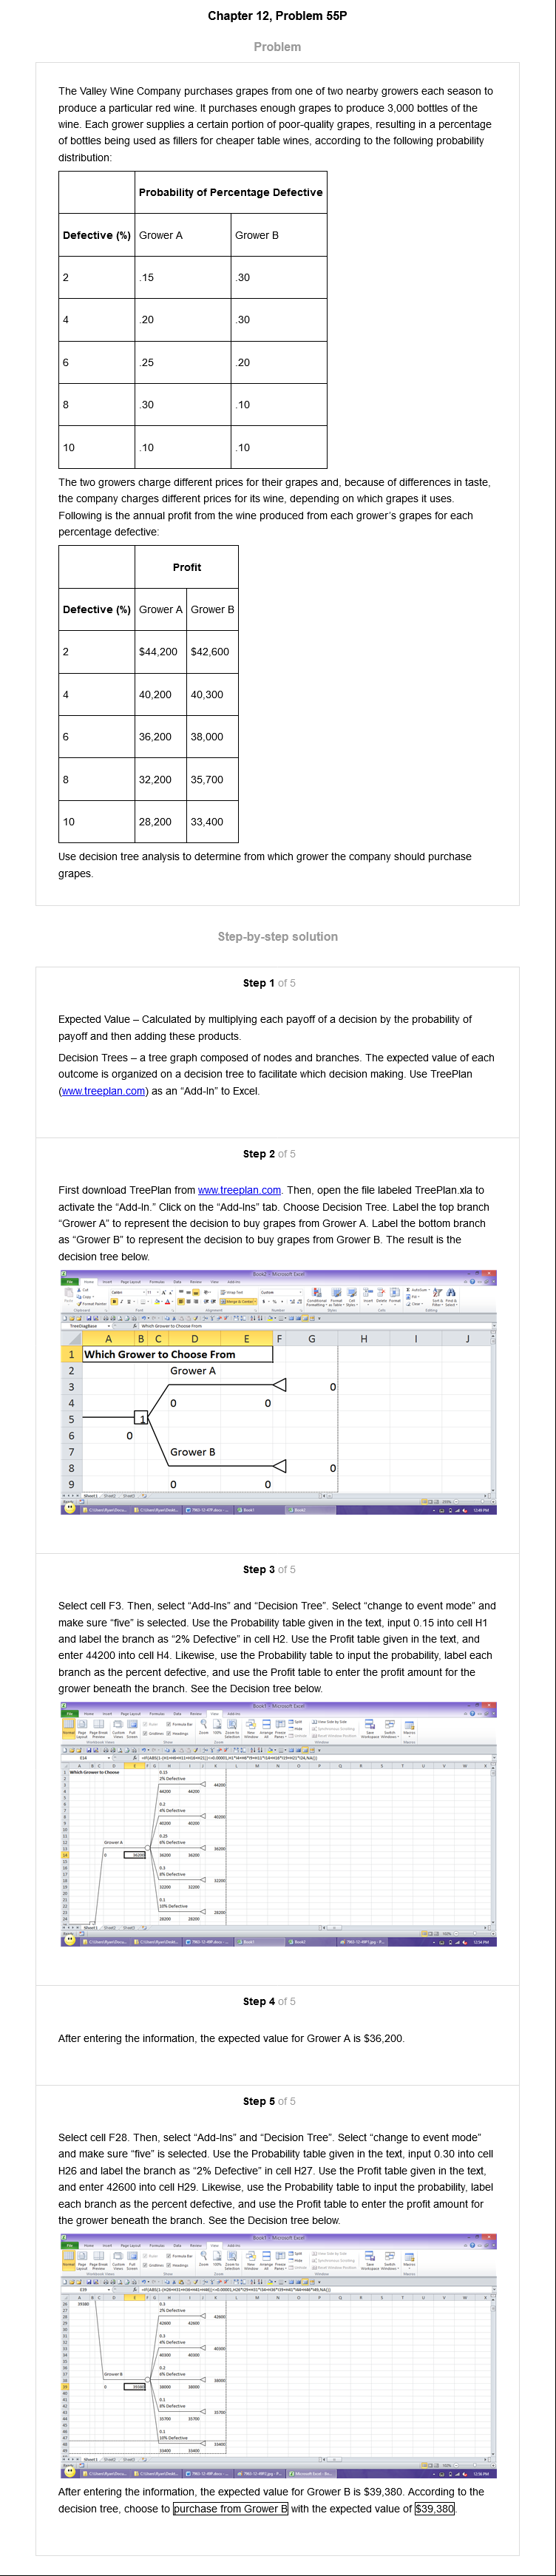 Chapter 12, Problem 55P
Problem
The Valley Wine Company purchases grapes from one of two nearby growers each season to
produce a particular red wine. It purchases enough grapes to produce 3,000 bottles of the
wine. Each grower supplies a certain portion of poor-quality grapes, resulting in a percentage
of bottles being used as fillers for cheaper table wines, according to the following probability
distribution:
Probability of Percentage Defective
Defective (%) Grower A Grower B
2 .15 .30
4 .20 .30
6 .25 .20
8 .30 .10
10 .10 .10
The two growers charge different prices for their grapes and, because of differences in taste,
the company charges different prices for its wine, depending on which grapes it uses.
Following is the annual profit from the wine produced from each grower's grapes for each
percentage defective:
Profit
Defective (%) Grower A Grower B
2 $44,200 $42,600
4 40,200 40,300
6 36,200 38,000
8 32,200 35,700
10 28,200 33,400
Use decision tree analysis to determine from which grower the company should purchase
grapes.
Step-by-step solution
Step 1 of 5
Expected Value – Calculated by multiplying each payoff of a decision by the probability of
payoff and then adding these products.
Decision Trees – a tree graph composed of nodes and branches. The expected value of each
outcome is organized on a decision tree to facilitate which decision making. Use TreePlan
(www.treeplan.com) as an "Add-In" to Excel.
Step 2 of 5
First download TreePlan from www.treeplan.com. Then, open the file labeled TreePlan.xla to
activate the "Add-In." Click on the "Add-Ins" tab. Choose Decision Tree. Label the top branch
"Grower A" to represent the decision to buy grapes from Grower A. Label the bottom branch
as "Grower B" to represent the decision to buy grapes from Grower B. The result is the
decision tree below.
A B C D E F G H I J
1 Which Grower to Choose From
2 Grower A
3 0
4 0 0
5 1
6 0
7 Grower B
8 0
9 0 0
Step 3 of 5
Select cell F3. Then, select "Add-Ins" and "Decision Tree". Select "change to event mode" and
make sure "five" is selected. Use the Probability table given in the text, input 0.15 into cell H1
and label the branch as "2% Defective" in cell H2. Use the Profit table given in the text, and
enter 44200 into cell H4. Likewise, use the Probability table to input the probability, label each
branch as the percent defective, and use the Profit table to enter the profit amount for the
grower beneath the branch. See the Decision tree below.
Which Grower to Choose
0.15
2% Defective
44200
44200 44200
0.2
4% Defective
40200
40200 40200
0.25
Grower A 6% Defective
36200
0 36200 36200 36200
0.3
8% Defective
32200
32200 32200
0.1
10% Defective
28200
28200 28200
Step 4 of 5
After entering the information, the expected value for Grower A is $36,200.
Step 5 of 5
Select cell F28. Then, select "Add-Ins" and "Decision Tree". Select "change to event mode"
and make sure "five" is selected. Use the Probability table given in the text, input 0.30 into cell
H26 and label the branch as "2% Defective" in cell H27. Use the Profit table given in the text,
and enter 42600 into cell H29. Likewise, use the Probability table to input the probability, label
each branch as the percent defective, and use the Profit table to enter the profit amount for
the grower beneath the branch. See the Decision tree below.
39380 0.3
2% Defective
42600
42600 42600
0.3
4% Defective
40300
40300 40300
0.2
Grower B 6% Defective
38000
0 39380 38000 38000
0.1
8% Defective
35700
35700 35700
0.1
10% Defective
33400
33400 33400
After entering the information, the expected value for Grower B is $39,380. According to the
decision tree, choose to purchase from Grower B with the expected value of $39,380.